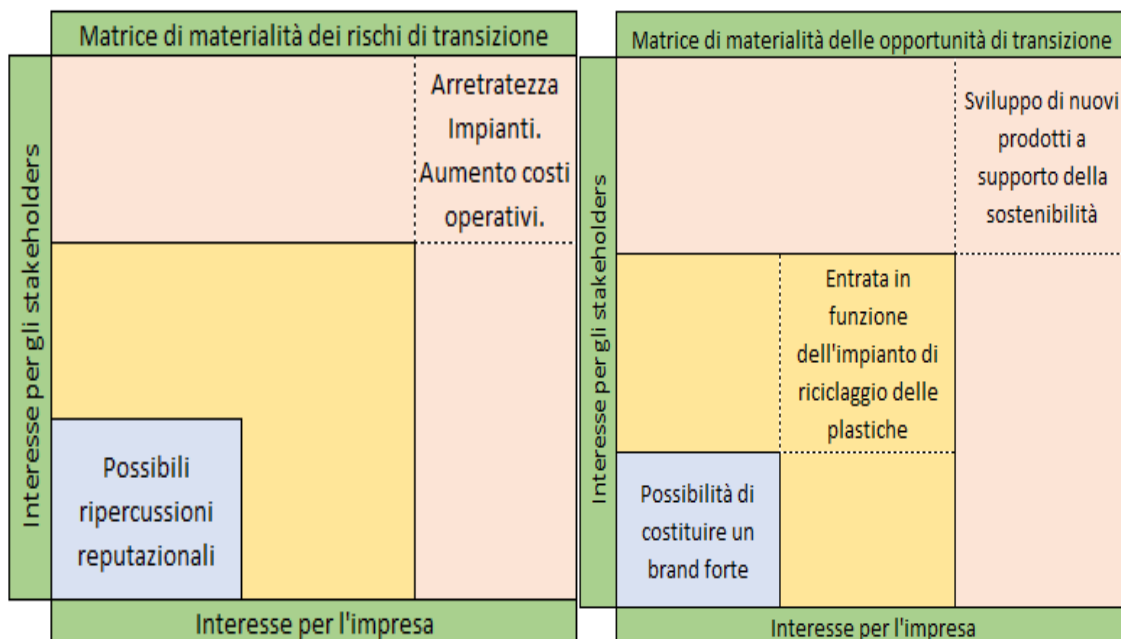 Matrice di materialità dei rischi di transizione
Interesse per gli stakeholders
Arretratezza
Impianti.
Aumento costi
operativi.
Possibili
ripercussioni
reputazionali
Interesse per l'impresa
Matrice di materialità delle opportunità di transizione
Interesse per gli stakeholders
Sviluppo di nuovi
prodotti a
supporto della
sostenibilità
Entrata in
funzione
dell'impianto di
riciclaggio delle
plastiche
Possibilità di
costituire un
brand forte
Interesse per l'impresa